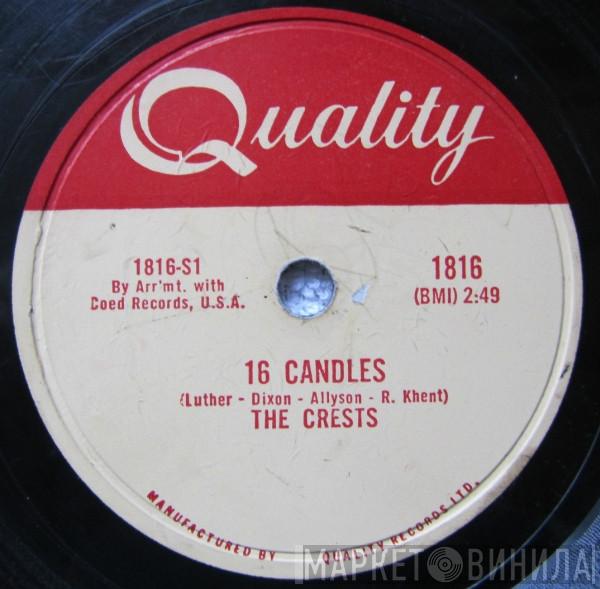 Quality
1816-S1
By Arr'mt. with
Coed Records, U.S.A.
1816
(BMI) 2:49
16 CANDLES
(Luther - Dixon - Allyson - R. Khent)
THE CRESTS
MANUFACTURED BY QUALITY RECORDS LTD.
МАРКЕТ ВИНИЛА